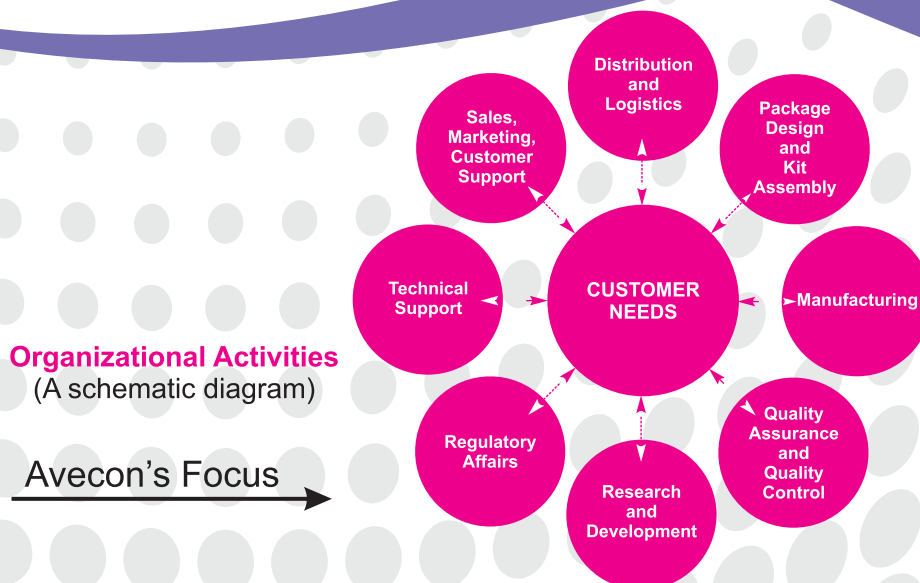 Distribution
and
Logistics
Sales,
Marketing,
Customer
Support
Package
Design
and
Kit
Assembly
Technical
Support
CUSTOMER
NEEDS
Manufacturing
Organizational Activities
(A schematic diagram)
Avecon's Focus
Regulatory
Affairs
Research
and
Development
Quality
Assurance
and
Quality
Control